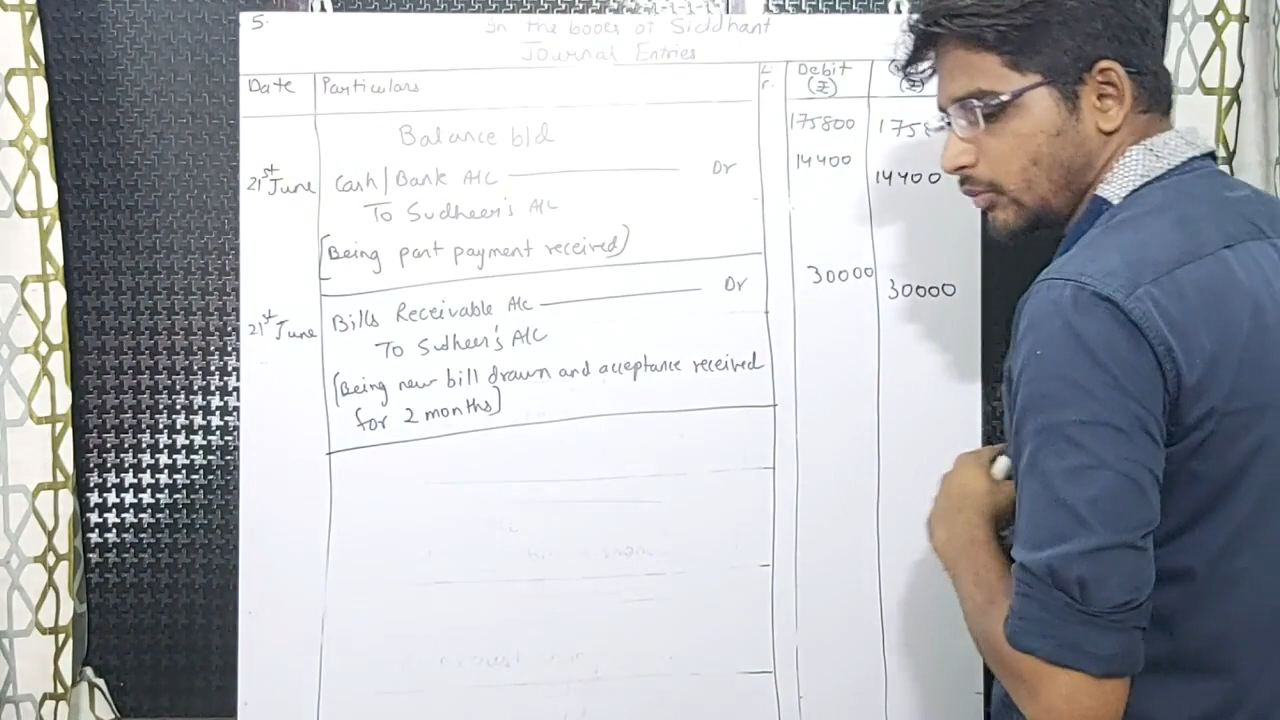 5.
In the books of Siddhant
Journal Entries
Date Particulars L.F. Debit (₹) (₹)
Balance b/d 175800
21st June Cash/Bank A/C Dr 14400
To Sudheer's A/C 14400
[Being part payment received)
21st June Bills Receivable A/c Dr 30000
To Sudheer's A/C 30000
[Being new bill drawn and acceptance received
for 2 months]